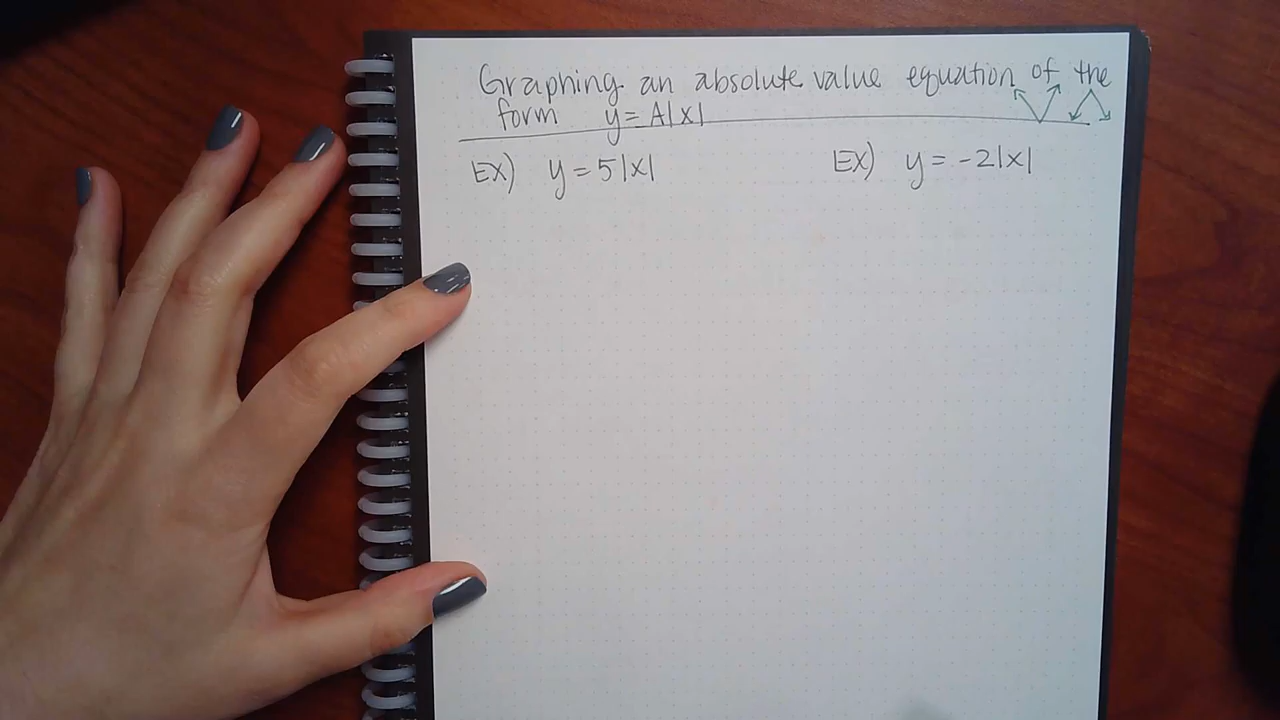 Graphing an absolute value equation of the
form y = A|x|
EX) y = 5|x|
EX) y = -2|x|